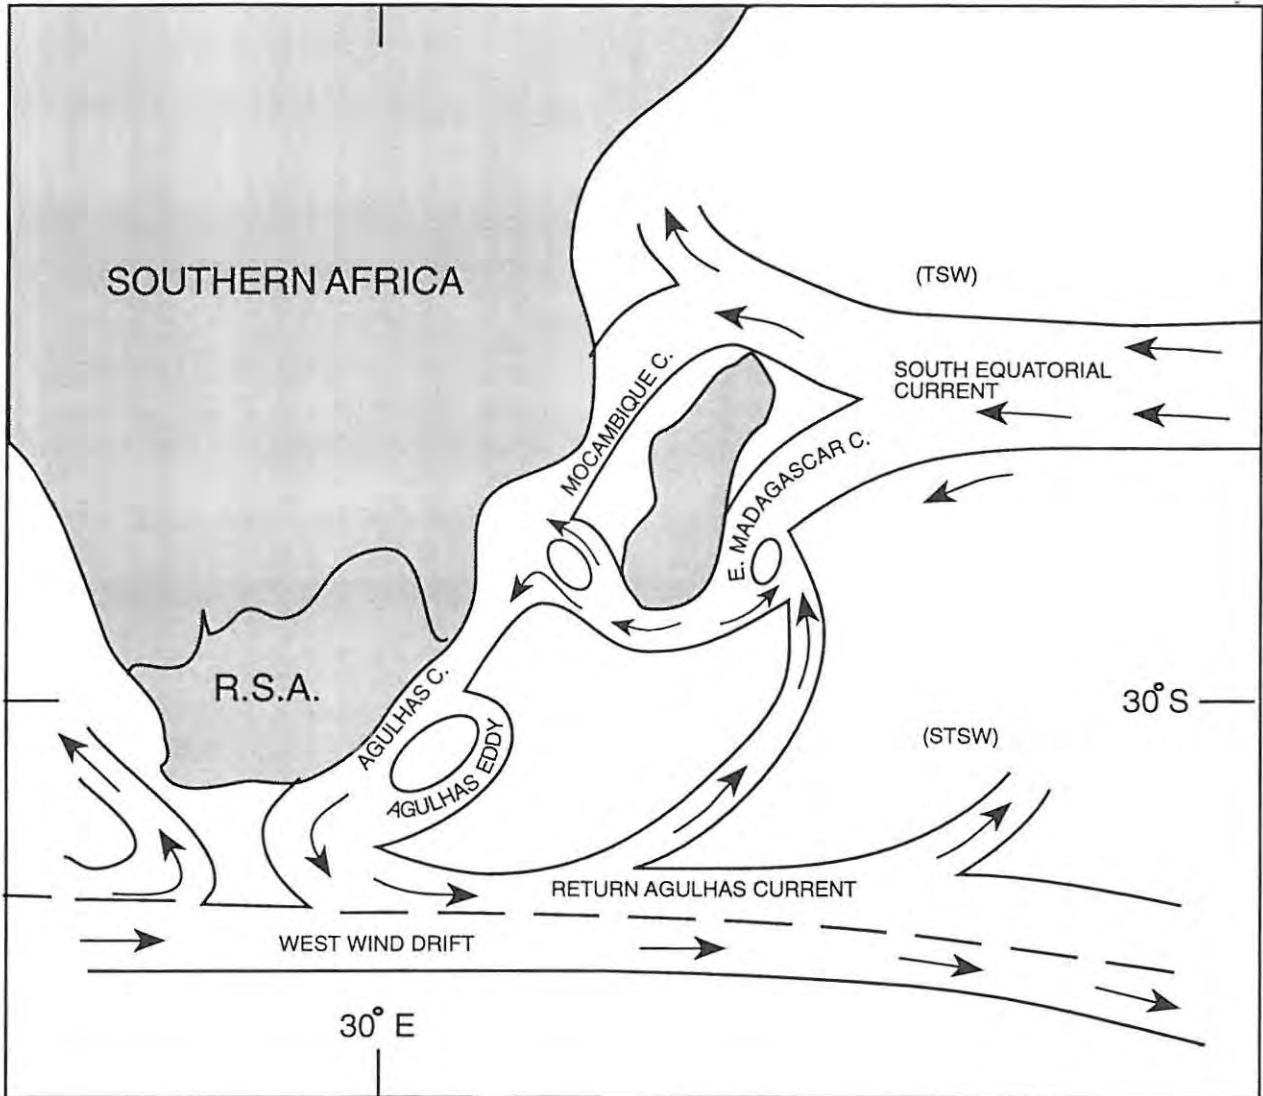 SOUTHERN AFRICA
(TSW)
SOUTH EQUATORIAL
CURRENT
MOCAMBIQUE C.
E. MADAGASCAR C.
R.S.A.
AGULHAS C.
AGULHAS EDDY
30°S
(STSW)
RETURN AGULHAS CURRENT
WEST WIND DRIFT
30°E